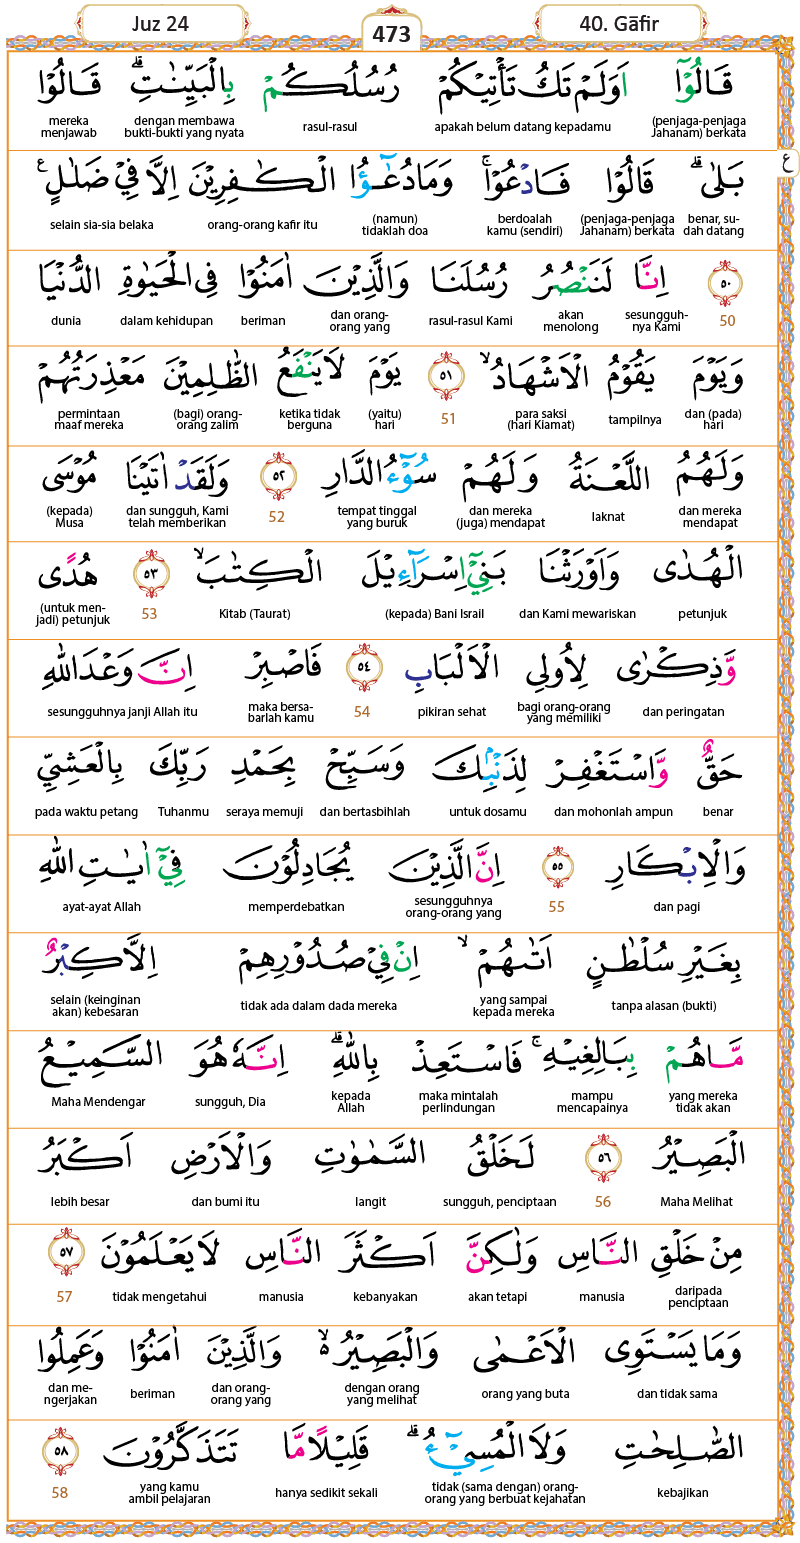 Juz 24
473
40. Gāfir
قَالُوْٓا اَوَلَمْ تَكُ تَأْتِيْكُمْ رُسُلُكُمْ بِالْبَيِّنٰتِۗ قَالُوْا
(penjaga-penjaga Jahanam) berkata
apakah belum datang kepadamu
rasul-rasul
dengan membawa bukti-bukti yang nyata
mereka menjawab
ع
بَلٰىۗ قَالُوْا فَادْعُوْاۚ وَمَا دُعٰۤؤُا الْكٰفِرِيْنَ اِلَّا فِيْ ضَلٰلٍ ࣖ
benar, sudah datang
(penjaga-penjaga Jahanam) berkata
berdoalah kamu (sendiri)
(namun) tidaklah doa
orang-orang kafir itu
selain sia-sia belaka
٥٠ اِنَّا لَنَنْصُرُ رُسُلَنَا وَالَّذِيْنَ اٰمَنُوْا فِى الْحَيٰوةِ الدُّنْيَا
50
sesungguhnya Kami
akan menolong
rasul-rasul Kami
dan orang-orang yang
beriman
dalam kehidupan
dunia
وَيَوْمَ يَقُوْمُ الْاَشْهَادُۙ ٥١ يَوْمَ لَا يَنْفَعُ الظّٰلِمِيْنَ مَعْذِرَتُهُمْ
dan (pada) hari
tampilnya
para saksi (hari Kiamat)
51
(yaitu) hari
ketika tidak berguna
(bagi) orang-orang zalim
permintaan maaf mereka
وَلَهُمُ اللَّعْنَةُ وَلَهُمْ سُوْۤءُ الدَّارِ ٥٢ وَلَقَدْ اٰتَيْنَا مُوْسَى
dan mereka mendapat
laknat
dan mereka (juga) mendapat
tempat tinggal yang buruk
52
dan sungguh, Kami telah memberikan
(kepada) Musa
الْهُدٰى وَاَوْرَثْنَا بَنِيْٓ اِسْرَاۤءِيْلَ الْكِتٰبَۙ ٥٣ هُدًى
petunjuk
dan Kami mewariskan
(kepada) Bani Israil
Kitab (Taurat)
53
(untuk menjadi) petunjuk
وَّذِكْرٰى لِاُولِى الْاَلْبَابِ ٥٤ فَاصْبِرْ اِنَّ وَعْدَ اللّٰهِ
dan peringatan
bagi orang-orang yang memiliki
pikiran sehat
54
maka bersabarlah kamu
sesungguhnya janji Allah itu
حَقٌّ وَّاسْتَغْفِرْ لِذَنْۢبِكَ وَسَبِّحْ بِحَمْدِ رَبِّكَ بِالْعَشِيِّ
benar
dan mohonlah ampun
untuk dosamu
dan bertasbihlah
seraya memuji
Tuhanmu
pada waktu petang
وَالْاِبْكَارِ ٥٥ اِنَّ الَّذِيْنَ يُجَادِلُوْنَ فِيْٓ اٰيٰتِ اللّٰهِ
dan pagi
55
sesungguhnya orang-orang yang
memperdebatkan
ayat-ayat Allah
بِغَيْرِ سُلْطٰنٍ اَتٰىهُمْۙ اِنْ فِيْ صُدُوْرِهِمْ اِلَّا كِبْرٌ
tanpa alasan (bukti)
yang sampai kepada mereka
tidak ada dalam dada mereka
selain (keinginan akan) kebesaran
مَّا هُمْ بِبَالِغِيْهِۚ فَاسْتَعِذْ بِاللّٰهِۗ اِنَّهٗ هُوَ السَّمِيْعُ
yang mereka tidak akan
mampu mencapainya
maka mintalah perlindungan
kepada Allah
sungguh, Dia
Maha Mendengar
الْبَصِيْرُ ٥٦ لَخَلْقُ السَّمٰوٰتِ وَالْاَرْضِ اَكْبَرُ
Maha Melihat
56
sungguh, penciptaan
langit
dan bumi itu
lebih besar
مِنْ خَلْقِ النَّاسِ وَلٰكِنَّ اَكْثَرَ النَّاسِ لَا يَعْلَمُوْنَ ٥٧
daripada penciptaan
manusia
akan tetapi
kebanyakan
manusia
tidak mengetahui
57
وَمَا يَسْتَوِى الْاَعْمٰى وَالْبَصِيْرُ ەۙ وَالَّذِيْنَ اٰمَنُوْا وَعَمِلُوا
dan tidak sama
orang yang buta
dengan orang yang melihat
dan orang-orang yang
beriman
dan mengerjakan
الصّٰلِحٰتِ وَلَا الْمُسِيْۤءُۗ قَلِيْلًا مَّا تَتَذَكَّرُوْنَ ٥٨
kebajikan
tidak (sama dengan) orang-orang yang berbuat kejahatan
hanya sedikit sekali
yang kamu ambil pelajaran
58